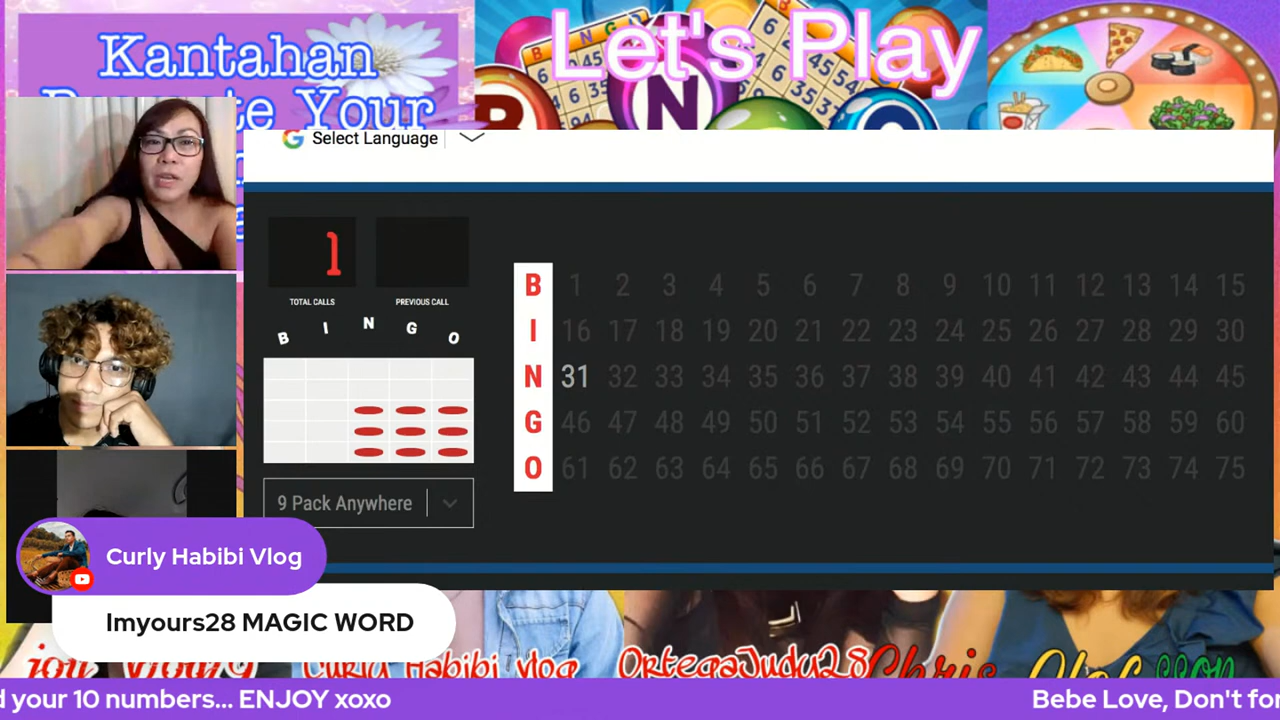 Kantahan
Let's Play
te Your
B N G
Select Language
1
TOTAL CALLS
PREVIOUS CALL
B I N G O
9 Pack Anywhere
B 1 2 3 4 5 6 7 8 9 10 11 12 13 14 15
I 16 17 18 19 20 21 22 23 24 25 26 27 28 29 30
N 31 32 33 34 35 36 37 38 39 40 41 42 43 44 45
G 46 47 48 49 50 51 52 53 54 55 56 57 58 59 60
O 61 62 63 64 65 66 67 68 69 70 71 72 73 74 75
Curly Habibi Vlog
Imyours28 MAGIC WORD
Curly Habibi vlog
OrtegaJudy28
Chris
d your 10 numbers... ENJOY xoxo
Bebe Love, Don't for